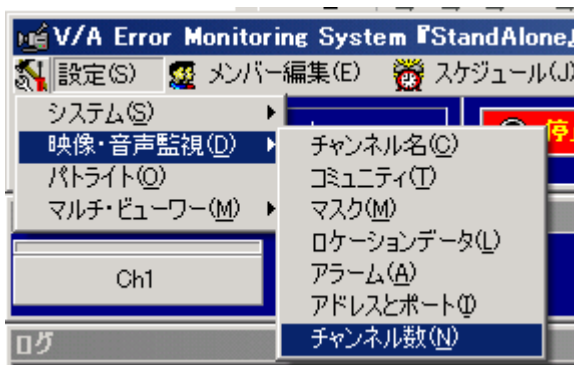 V/A Error Monitoring System『StandAlone』
設定(S) メンバー編集(E) スケジュール(J)
システム(S)
映像・音声監視(D)
パトライト(O)
マルチ・ビューワー(M)
停
チャンネル名(C)
コミュニティ(T)
マスク(M)
ロケーションデータ(L)
アラーム(A)
アドレスとポート(I)
チャンネル数(N)
Ch1
ログ